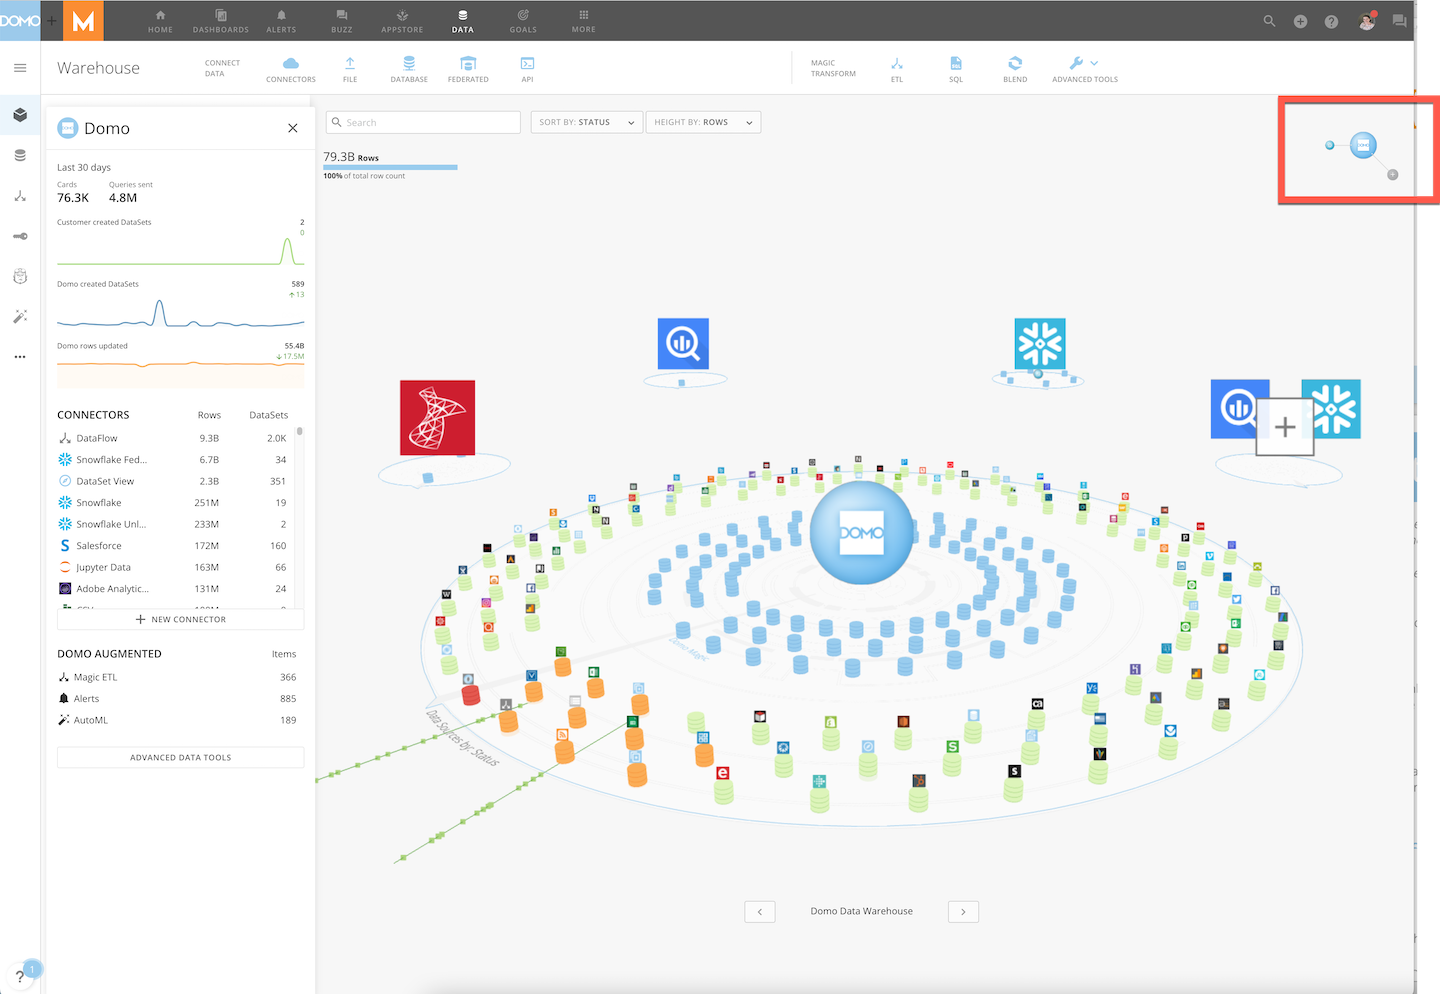 DOMO
M
HOME
DASHBOARDS
ALERTS
BUZZ
APPSTORE
DATA
GOALS
MORE
Warehouse
CONNECT
DATA
CONNECTORS
FILE
DATABASE
FEDERATED
API
MAGIC
TRANSFORM
ETL
SQL
BLEND
ADVANCED TOOLS
Domo
Last 30 days
Cards
Queries sent
76.3K
4.8M
Customer created DataSets
2
0
Domo created DataSets
589
↑13
Domo rows updated
55.4B
↓17.5M
CONNECTORS Rows DataSets
DataFlow 9.3B 2.0K
Snowflake Fed... 6.7B 34
DataSet View 2.3B 351
Snowflake 251M 19
Snowflake Unl... 233M 2
Salesforce 172M 160
Jupyter Data 163M 66
Adobe Analytic... 131M 24
+ NEW CONNECTOR
DOMO AUGMENTED Items
Magic ETL 366
Alerts 885
AutoML 189
ADVANCED DATA TOOLS
? 1
Search
SORT BY: STATUS
HEIGHT BY: ROWS
79.3B Rows
100% of total row count
DOMO
DOMO
Domo Magic
Data Sources by: Status
Domo Data Warehouse